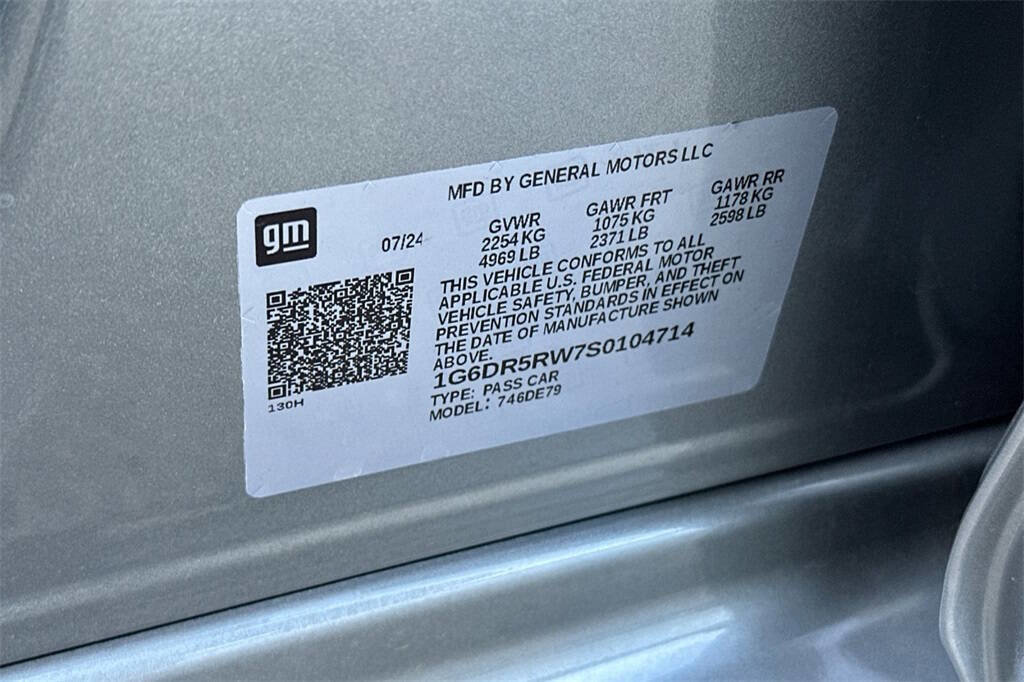 gm
MFD BY GENERAL MOTORS LLC
07/24
GVWR GAWR FRT GAWR RR
2254 KG 1075 KG 1178 KG
4969 LB 2371 LB 2598 LB
THIS VEHICLE CONFORMS TO ALL
APPLICABLE U.S. FEDERAL MOTOR
VEHICLE SAFETY, BUMPER, AND THEFT
PREVENTION STANDARDS IN EFFECT ON
THE DATE OF MANUFACTURE SHOWN
ABOVE.
1G6DR5RW7S0104714
TYPE: PASS CAR
MODEL: 746DE79
130H